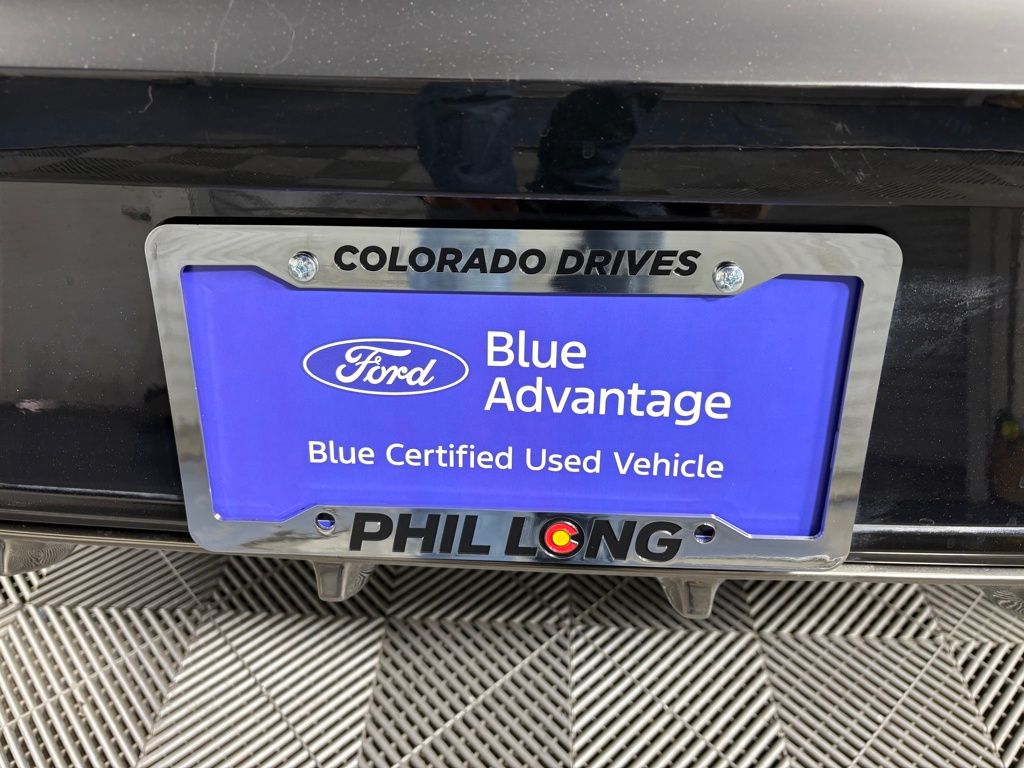 COLORADO DRIVES
Ford
Blue
Advantage
Blue Certified Used Vehicle
PHIL LONG